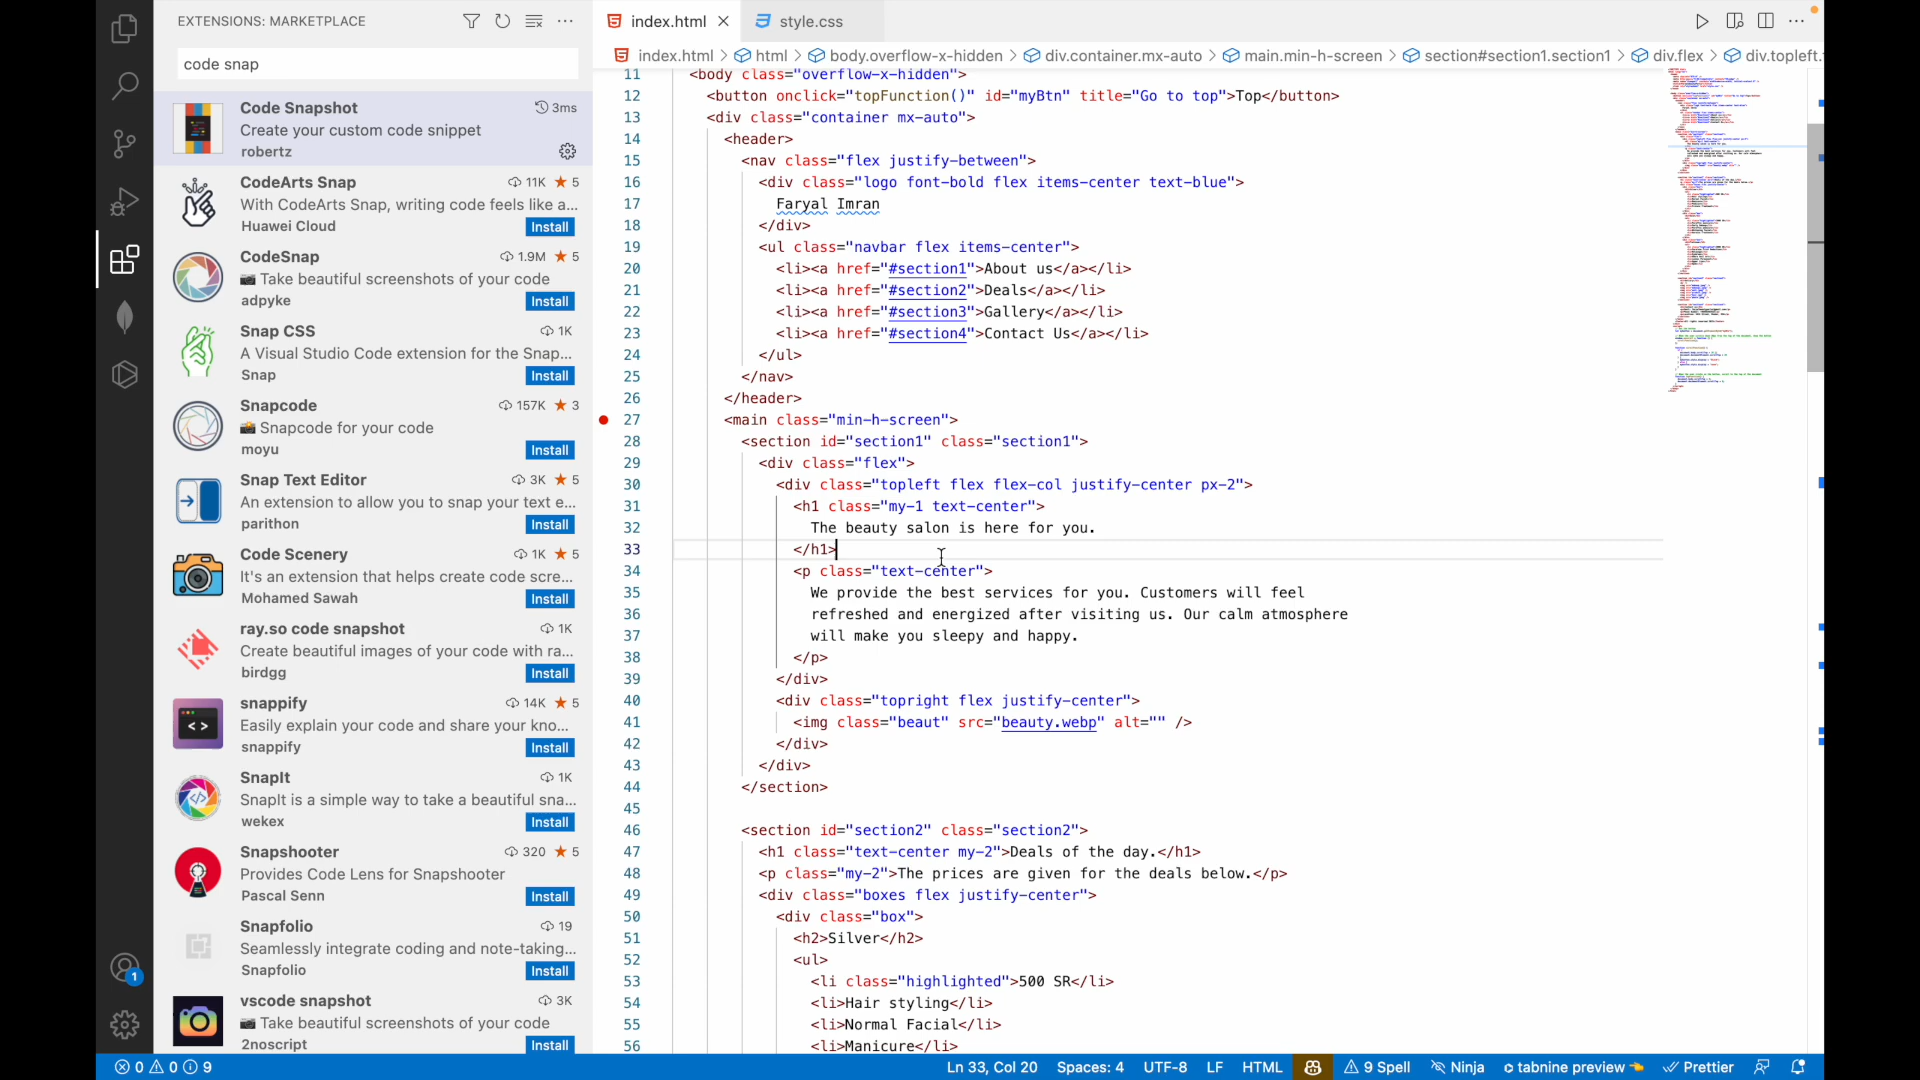 EXTENSIONS: MARKETPLACE
code snap
Code Snapshot
3ms
Create your custom code snippet
robertz
CodeArts Snap
11K
5
With CodeArts Snap, writing code feels like a...
Huawei Cloud
Install
CodeSnap
1.9M
5
📷 Take beautiful screenshots of your code
adpyke
Install
Snap CSS
1K
A Visual Studio Code extension for the Snap...
Snap
Install
Snapcode
157K
3
📸 Snapcode for your code
moyu
Install
Snap Text Editor
3K
5
An extension to allow you to snap your text e...
parithon
Install
Code Scenery
1K
5
It's an extension that helps create code scre...
Mohamed Sawah
Install
ray.so code snapshot
1K
Create beautiful images of your code with ra...
birdgg
Install
snappify
14K
5
Easily explain your code and share your kno...
snappify
Install
SnapIt
1K
SnapIt is a simple way to take a beautiful sna...
wekex
Install
Snapshooter
320
5
Provides Code Lens for Snapshooter
Pascal Senn
Install
Snapfolio
19
Seamlessly integrate coding and note-taking...
Snapfolio
Install
vscode snapshot
3K
📷 Take beautiful screenshots of your code
2noscript
Install
1
index.html
style.css
index.html > html > body.overflow-x-hidden > div.container.mx-auto > main.min-h-screen > section#section1.section1 > div.flex > div.topleft.
11 <body class="overflow-x-hidden">
12 <button onclick="topFunction()" id="myBtn" title="Go to top">Top</button>
13 <div class="container mx-auto">
14 <header>
15 <nav class="flex justify-between">
16 <div class="logo font-bold flex items-center text-blue">
17 Faryal Imran
18 </div>
19 <ul class="navbar flex items-center">
20 <li><a href="#section1">About us</a></li>
21 <li><a href="#section2">Deals</a></li>
22 <li><a href="#section3">Gallery</a></li>
23 <li><a href="#section4">Contact Us</a></li>
24 </ul>
25 </nav>
26 </header>
27 <main class="min-h-screen">
28 <section id="section1" class="section1">
29 <div class="flex">
30 <div class="topleft flex flex-col justify-center px-2">
31 <h1 class="my-1 text-center">
32 The beauty salon is here for you.
33 </h1>
34 <p class="text-center">
35 We provide the best services for you. Customers will feel
36 refreshed and energized after visiting us. Our calm atmosphere
37 will make you sleepy and happy.
38 </p>
39 </div>
40 <div class="topright flex justify-center">
41 <img class="beaut" src="beauty.webp" alt="" />
42 </div>
43 </div>
44 </section>
45
46 <section id="section2" class="section2">
47 <h1 class="text-center my-2">Deals of the day.</h1>
48 <p class="my-2">The prices are given for the deals below.</p>
49 <div class="boxes flex justify-center">
50 <div class="box">
51 <h2>Silver</h2>
52 <ul>
53 <li class="highlighted">500 SR</li>
54 <li>Hair styling</li>
55 <li>Normal Facial</li>
56 <li>Manicure</li>
0 0 9
Ln 33, Col 20
Spaces: 4
UTF-8
LF
HTML
9 Spell
Ninja
tabnine preview 👈
Prettier